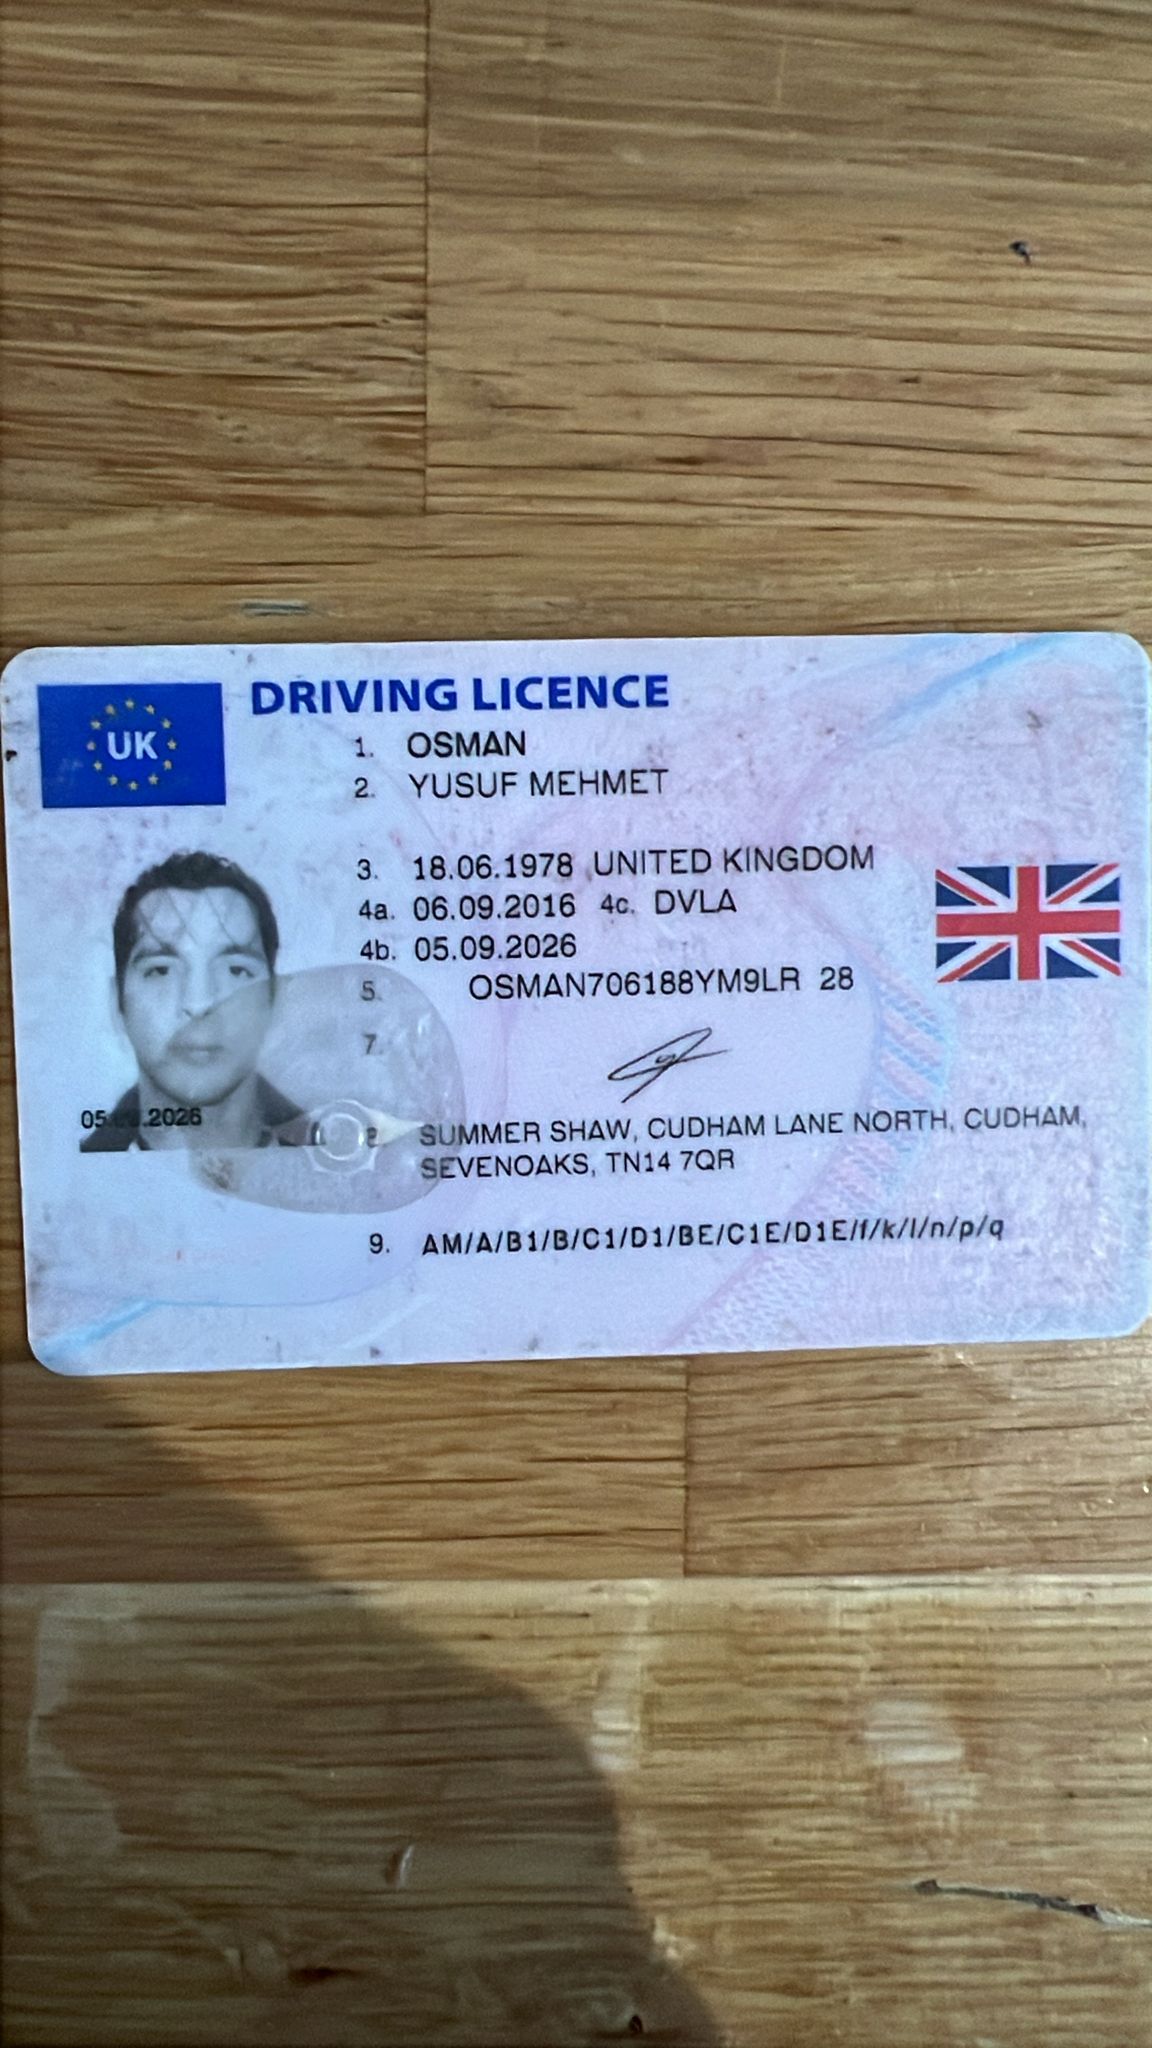 UK
DRIVING LICENCE
1. OSMAN
2. YUSUF MEHMET
3. 18.06.1978 UNITED KINGDOM
4a. 06.09.2016 4c. DVLA
4b. 05.09.2026
5. OSMAN706188YM9LR 28
7.
8. SUMMER SHAW, CUDHAM LANE NORTH, CUDHAM,
SEVENOAKS, TN14 7QR
9. AM/A/B1/B/C1/D1/BE/C1E/D1E/f/k/l/n/p/q